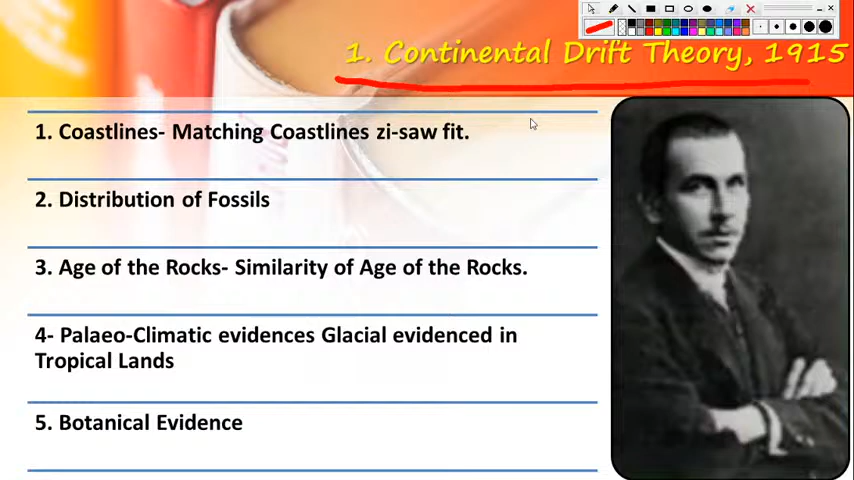 1. Continental Drift Theory, 1915
1. Coastlines- Matching Coastlines zi-saw fit.
2. Distribution of Fossils
3. Age of the Rocks- Similarity of Age of the Rocks.
4- Palaeo-Climatic evidences Glacial evidenced in
Tropical Lands
5. Botanical Evidence